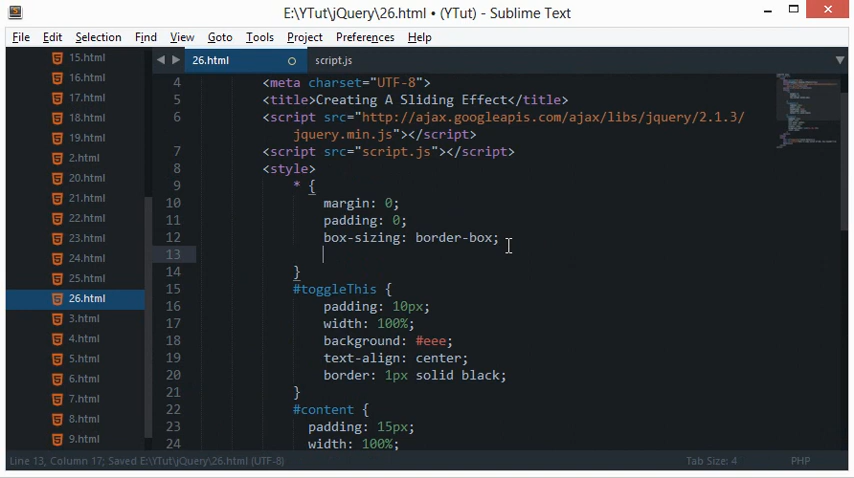 E:\YTut\jQuery\26.html • (YTut) - Sublime Text
File Edit Selection Find View Goto Tools Project Preferences Help
26.html script.js
15.html
16.html
17.html
18.html
19.html
2.html
20.html
21.html
22.html
23.html
24.html
25.html
26.html
3.html
4.html
5.html
6.html
7.html
8.html
9.html
4 <meta charset="UTF-8">
5 <title>Creating A Sliding Effect</title>
6 <script src="http://ajax.googleapis.com/ajax/libs/jquery/2.1.3/
jquery.min.js"></script>
7 <script src="script.js"></script>
8 <style>
9 * {
10 margin: 0;
11 padding: 0;
12 box-sizing: border-box;
13
14 }
15 #toggleThis {
16 padding: 10px;
17 width: 100%;
18 background: #eee;
19 text-align: center;
20 border: 1px solid black;
21 }
22 #content {
23 padding: 15px;
24 width: 100%;
Line 13, Column 17; Saved E:\YTut\jQuery\26.html (UTF-8) Tab Size: 4 PHP